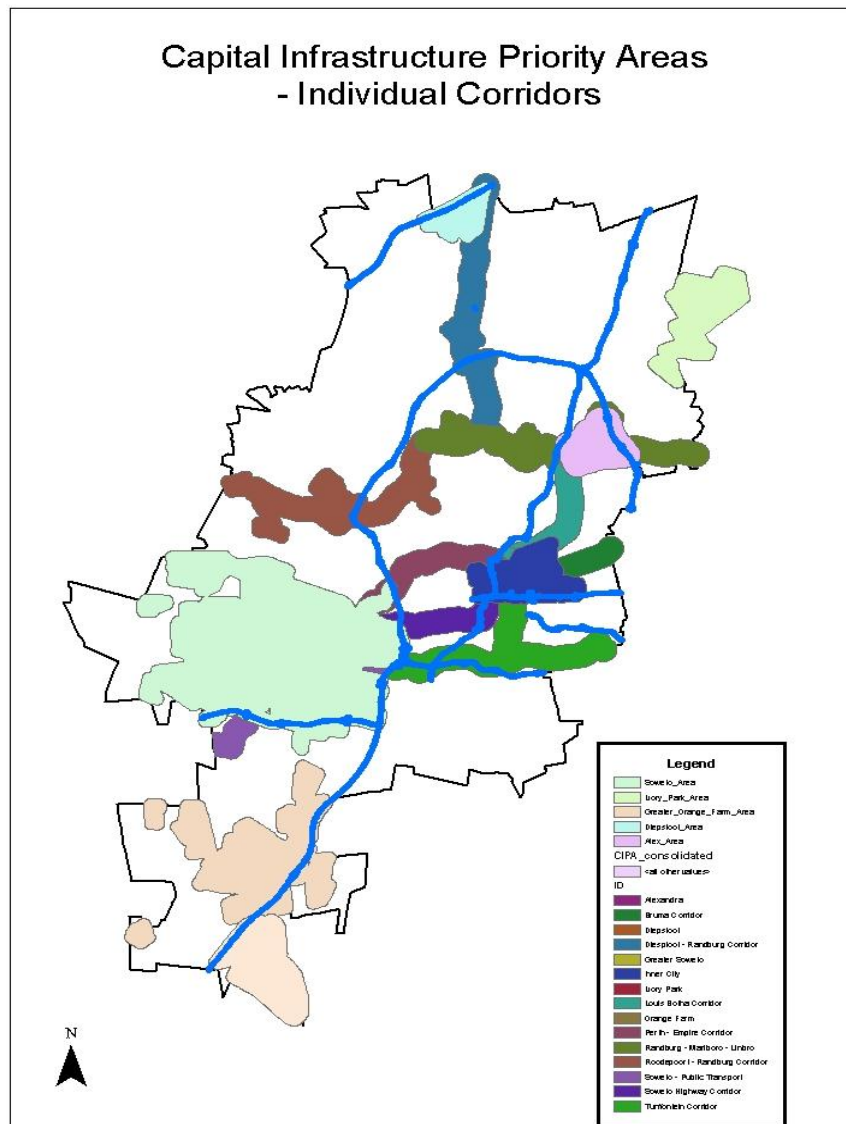 Capital Infrastructure Priority Areas
- Individual Corridors
N
Legend
Soweto_Area
Ivory_Park_Area
Greater_Orange_Farm_Area
Diepsloot_Area
Alex_Area
CIPA_consolidated
<all other values>
ID
Alexandra
Bruma Corridor
Diepsloot
Diepsloot - Randburg Corridor
Greater Soweto
Inner City
Ivory Park
Louis Botha Corridor
Orange Farm
Perth - Empire Corridor
Randburg - Marlboro - Linbro
Roodepoort - Randburg Corridor
Soweto - Public Transport
Soweto Highway Corridor
Turffontein Corridor